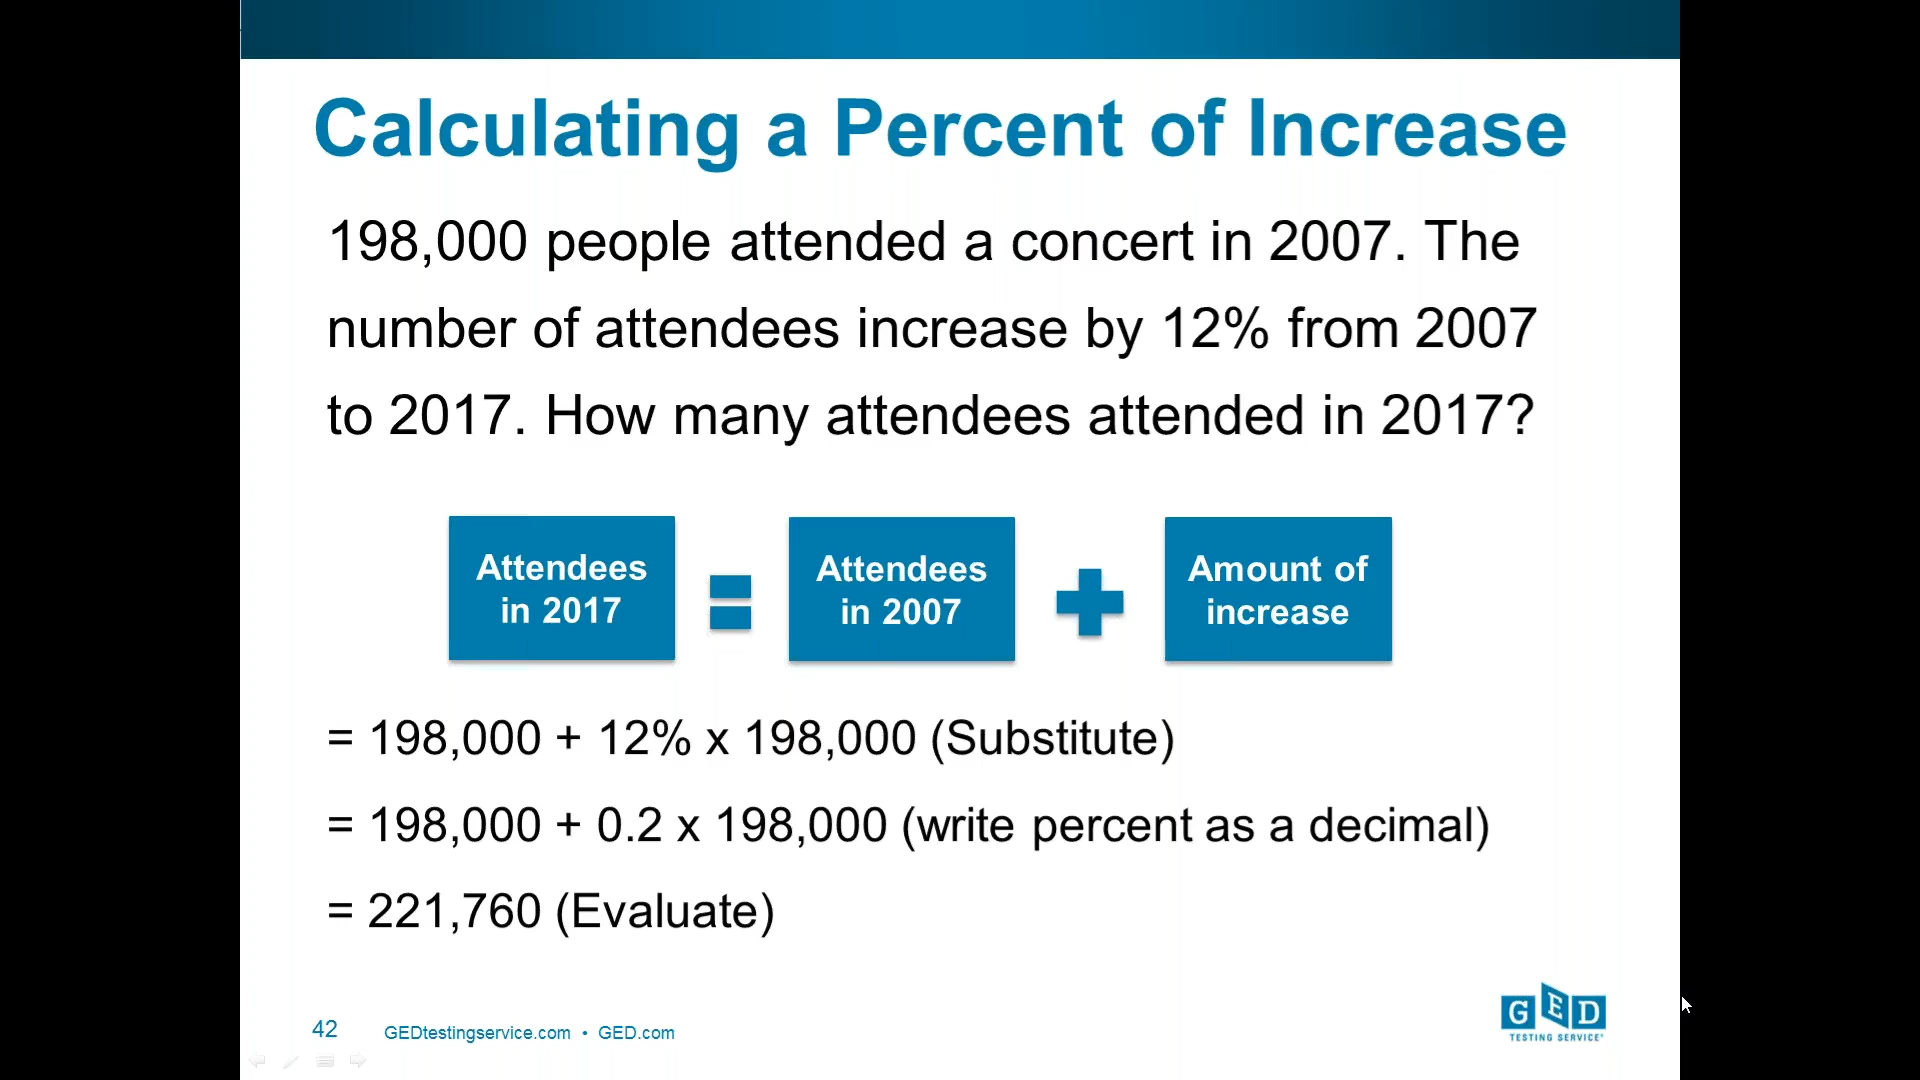 Calculating a Percent of Increase
198,000 people attended a concert in 2007. The
number of attendees increase by 12% from 2007
to 2017. How many attendees attended in 2017?
Attendees
in 2017
=
Attendees
in 2007
+
Amount of
increase
= 198,000 + 12% x 198,000 (Substitute)
= 198,000 + 0.2 x 198,000 (write percent as a decimal)
= 221,760 (Evaluate)
42 GEDtestingservice.com • GED.com
GED
TESTING SERVICE®